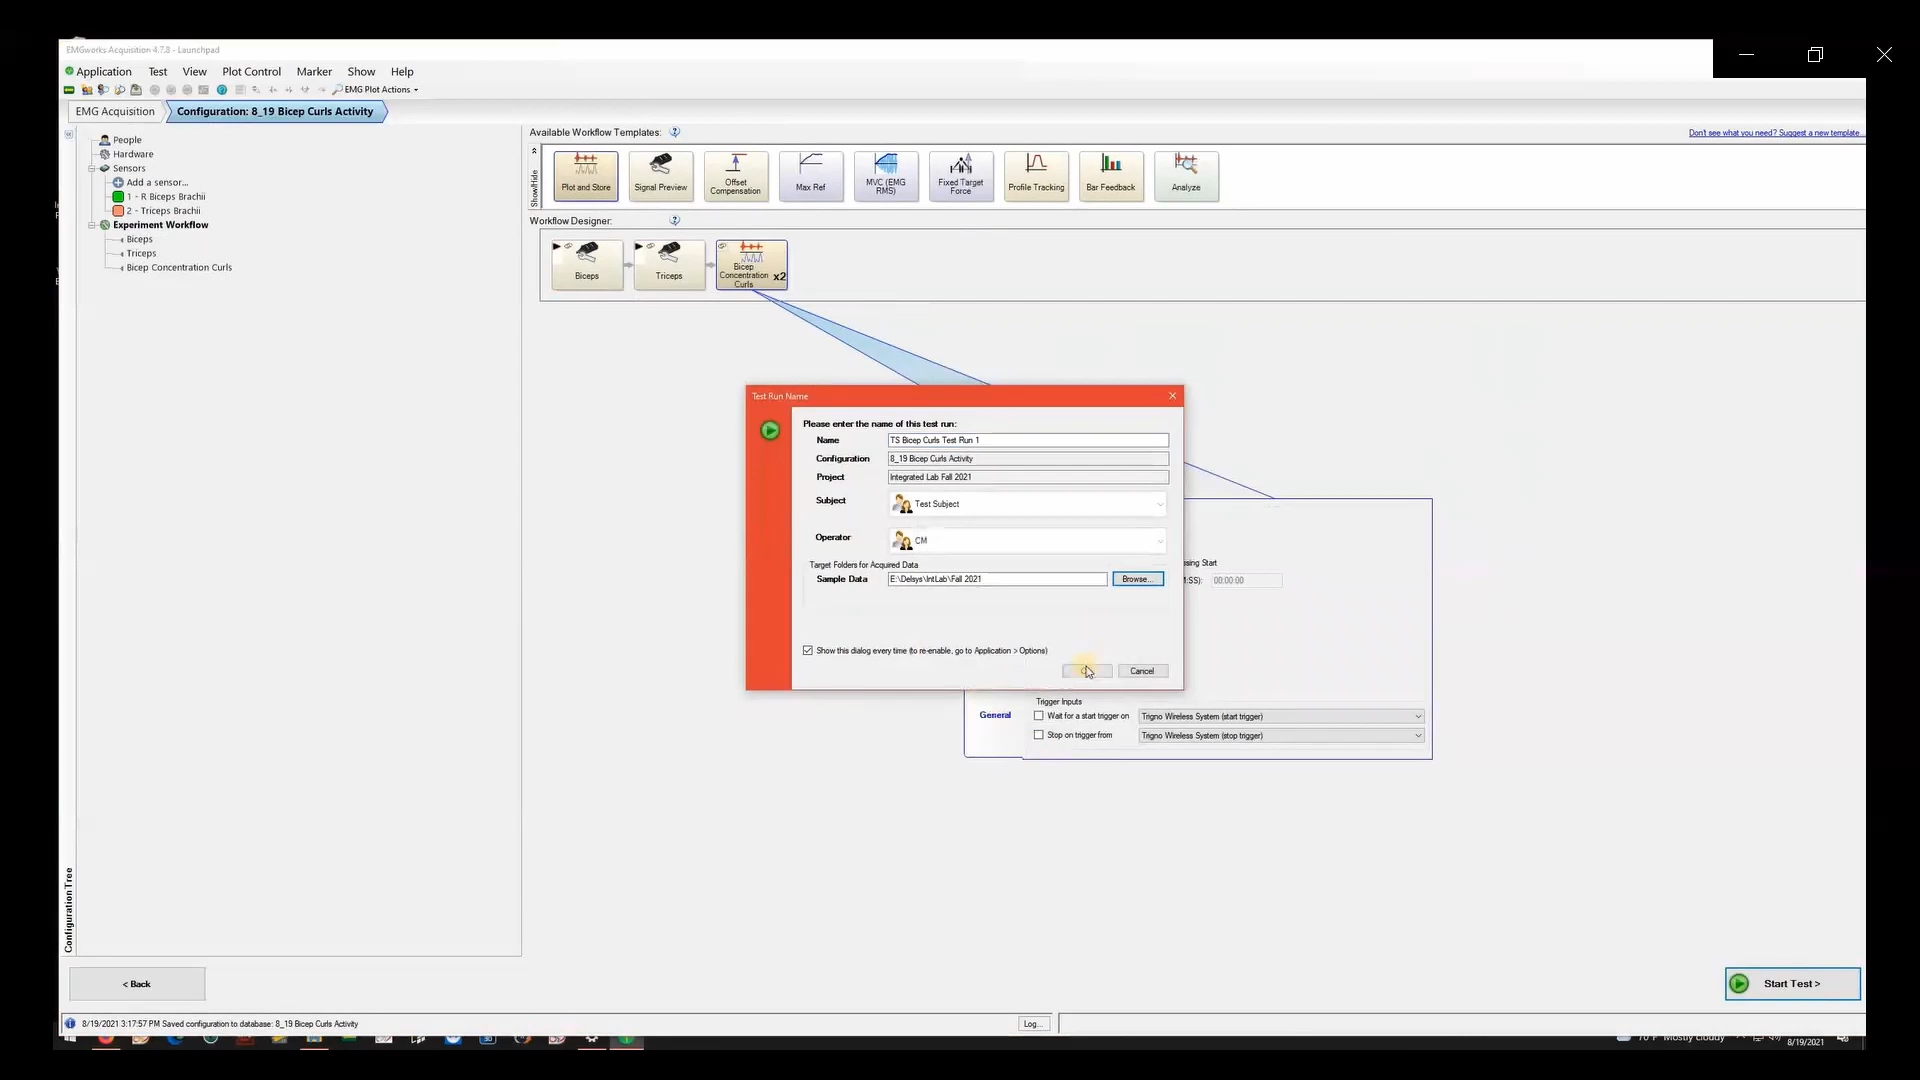 EMGworks Acquisition 4.7.8 - Launchpad
Application Test View Plot Control Marker Show Help
EMG Plot Actions
EMG Acquisition Configuration: 8_19 Bicep Curls Activity
People
Hardware
Sensors
Add a sensor...
1 - R Biceps Brachii
2 - Triceps Brachii
Experiment Workflow
Biceps
Triceps
Bicep Concentration Curls
Configuration Tree
Available Workflow Templates:
Don't see what you need? Suggest a new template...
Show/Hide
Plot and Store
Signal Preview
Offset
Compensation
Max Ref
MVC (EMG
RMS)
Fixed Target
Force
Profile Tracking
Bar Feedback
Analyze
Workflow Designer:
Biceps
Triceps
Bicep
Concentration
Curls
x2
Test Run Name
Please enter the name of this test run:
Name TS Bicep Curls Test Run 1
Configuration 8_19 Bicep Curls Activity
Project Integrated Lab Fall 2021
Subject Test Subject
Operator CM
Target Folders for Acquired Data
Sample Data E:\Delsys\IntLab\Fall 2021 Browse...
Show this dialog every time (to re-enable, go to Application > Options)
Cancel
Start
00:00:00
Trigger Inputs
General
Wait for a start trigger on Trigno Wireless System (start trigger)
Stop on trigger from Trigno Wireless System (stop trigger)
< Back
Start Test >
8/19/2021 3:17:57 PM Saved configuration to database: 8_19 Bicep Curls Activity
Log...
70°F Mostly cloudy
8/19/2021